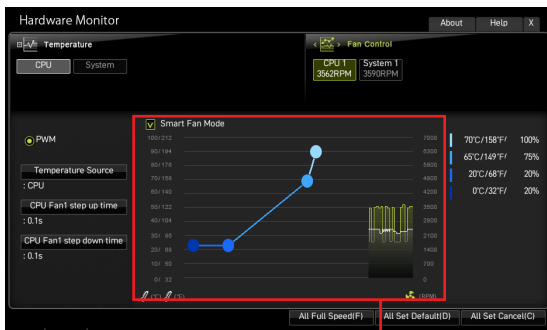 Hardware Monitor
About Help X
Temperature
Fan Control
CPU System
CPU 1 System 1
3562RPM 3590RPM
Smart Fan Mode
PWM
Temperature Source
: CPU
CPU Fan1 step up time
: 0.1s
CPU Fan1 step down time
: 0.1s
100/212 7000
90/194 6300
80/176 5600
70/158 4900
60/140 4200
50/122 3500
40/104 2800
30/ 86 2100
20/ 68 1400
10/ 50 700
0/ 32 0
(°C) (°F) (RPM)
70°C/158°F/ 100%
65°C/149°F/ 75%
20°C/68°F/ 20%
0°C/32°F/ 20%
All Full Speed(F) All Set Default(D) All Set Cancel(C)